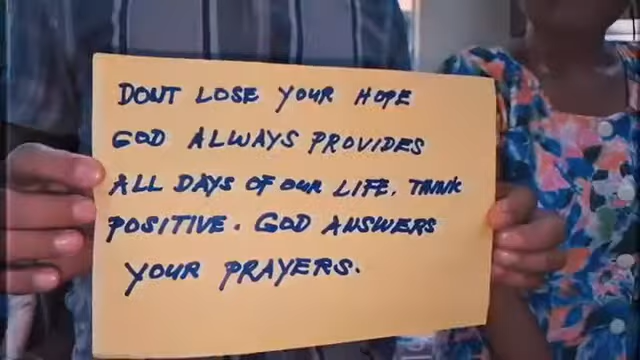 DONT LOSE YOUR HOPE
GOD ALWAYS PROVIDES
ALL DAYS OF OUR LIFE. THINK
POSITIVE. GOD ANSWERS
YOUR PRAYERS.